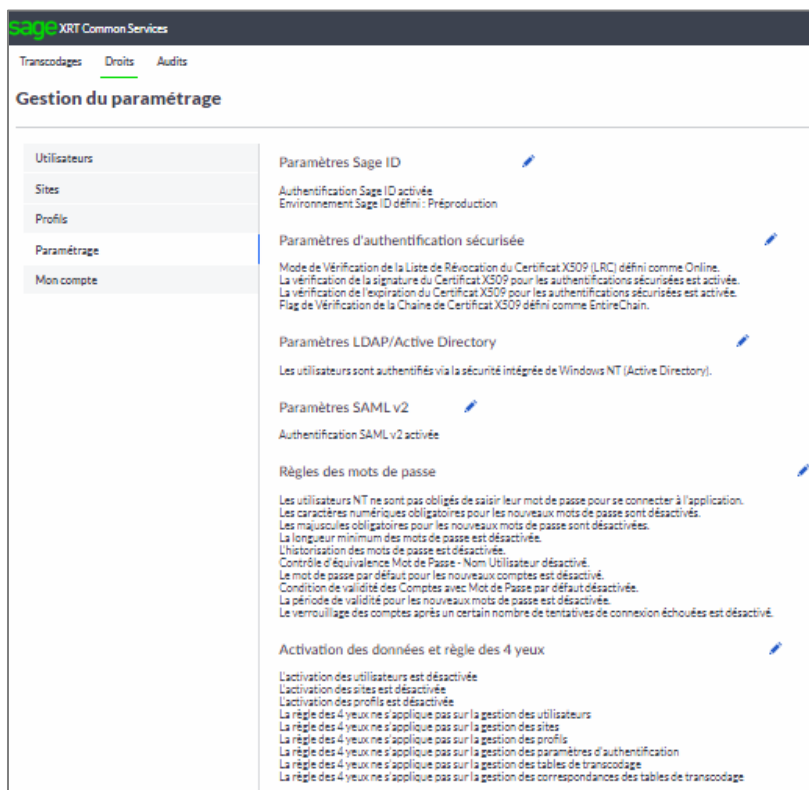 sage XRT Common Services
Transcodages Droits Audits
Gestion du paramétrage
Utilisateurs
Sites
Profils
Paramétrage
Mon compte
Paramètres Sage ID
Authentification Sage ID activée
Environnement Sage ID défini : Préproduction
Paramètres d'authentification sécurisée
Mode de Vérification de la Liste de Révocation du Certificat X509 (LRC) défini comme Online.
La vérification de la signature du Certificat X509 pour les authentifications sécurisées est activée.
La vérification de l'expiration du Certificat X509 pour les authentifications sécurisées est activée.
Flag de Vérification de la Chaine de Certificat X509 défini comme EntireChain.
Paramètres LDAP/Active Directory
Les utilisateurs sont authentifiés via la sécurité intégrée de Windows NT (Active Directory).
Paramètres SAML v2
Authentification SAML v2 activée
Règles des mots de passe
Les utilisateurs NT ne sont pas obligés de saisir leur mot de passe pour se connecter à l'application.
Les caractères numériques obligatoires pour les nouveaux mots de passe sont désactivés.
Les majuscules obligatoires pour les nouveaux mots de passe sont désactivées.
La longueur minimum des mots de passe est désactivée.
L'historisation des mots de passe est désactivée.
Contrôle d'équivalence Mot de Passe - Nom Utilisateur désactivé.
Le mot de passe par défaut pour les nouveaux comptes est désactivé.
Condition de validité des Comptes avec Mot de Passe par défaut désactivée.
La période de validité pour les nouveaux mots de passe est désactivée.
Le verrouillage des comptes après un certain nombre de tentatives de connexion échouées est désactivé.
Activation des données et règle des 4 yeux
L'activation des utilisateurs est désactivée
L'activation des sites est désactivée
L'activation des profils est désactivée
La règle des 4 yeux ne s'applique pas sur la gestion des utilisateurs
La règle des 4 yeux ne s'applique pas sur la gestion des sites
La règle des 4 yeux ne s'applique pas sur la gestion des profils
La règle des 4 yeux ne s'applique pas sur la gestion des paramètres d'authentification
La règle des 4 yeux ne s'applique pas sur la gestion des tables de transcodage
La règle des 4 yeux ne s'applique pas sur la gestion des correspondances des tables de transcodage